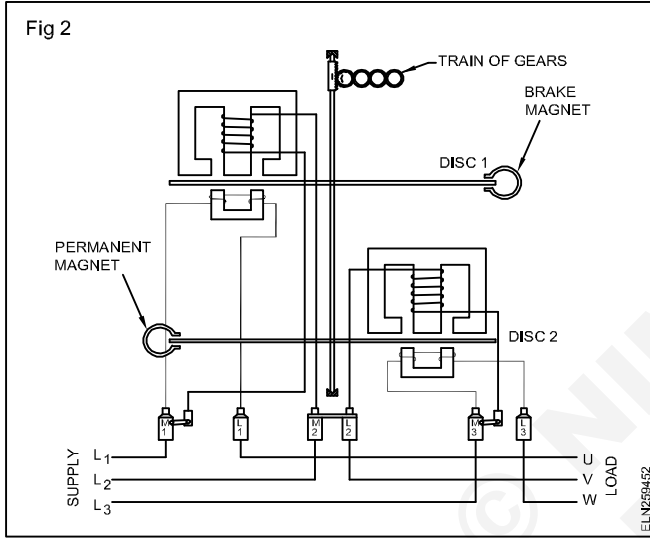 Fig 2
TRAIN OF GEARS
BRAKE
MAGNET
DISC 1
PERMANENT
MAGNET
DISC 2
M1
L1
M2
L2
M3
L3
SUPPLY
L1
L2
L3
U
V
W
LOAD
ELN259452
© NI